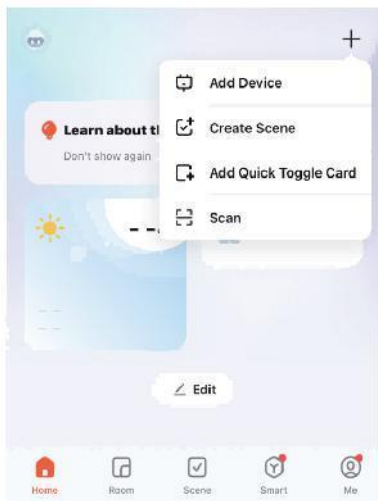 Add Device
Learn about t
Create Scene
Don't show again
Add Quick Toggle Card
Scan
Edit
Home Room Scene Smart Me